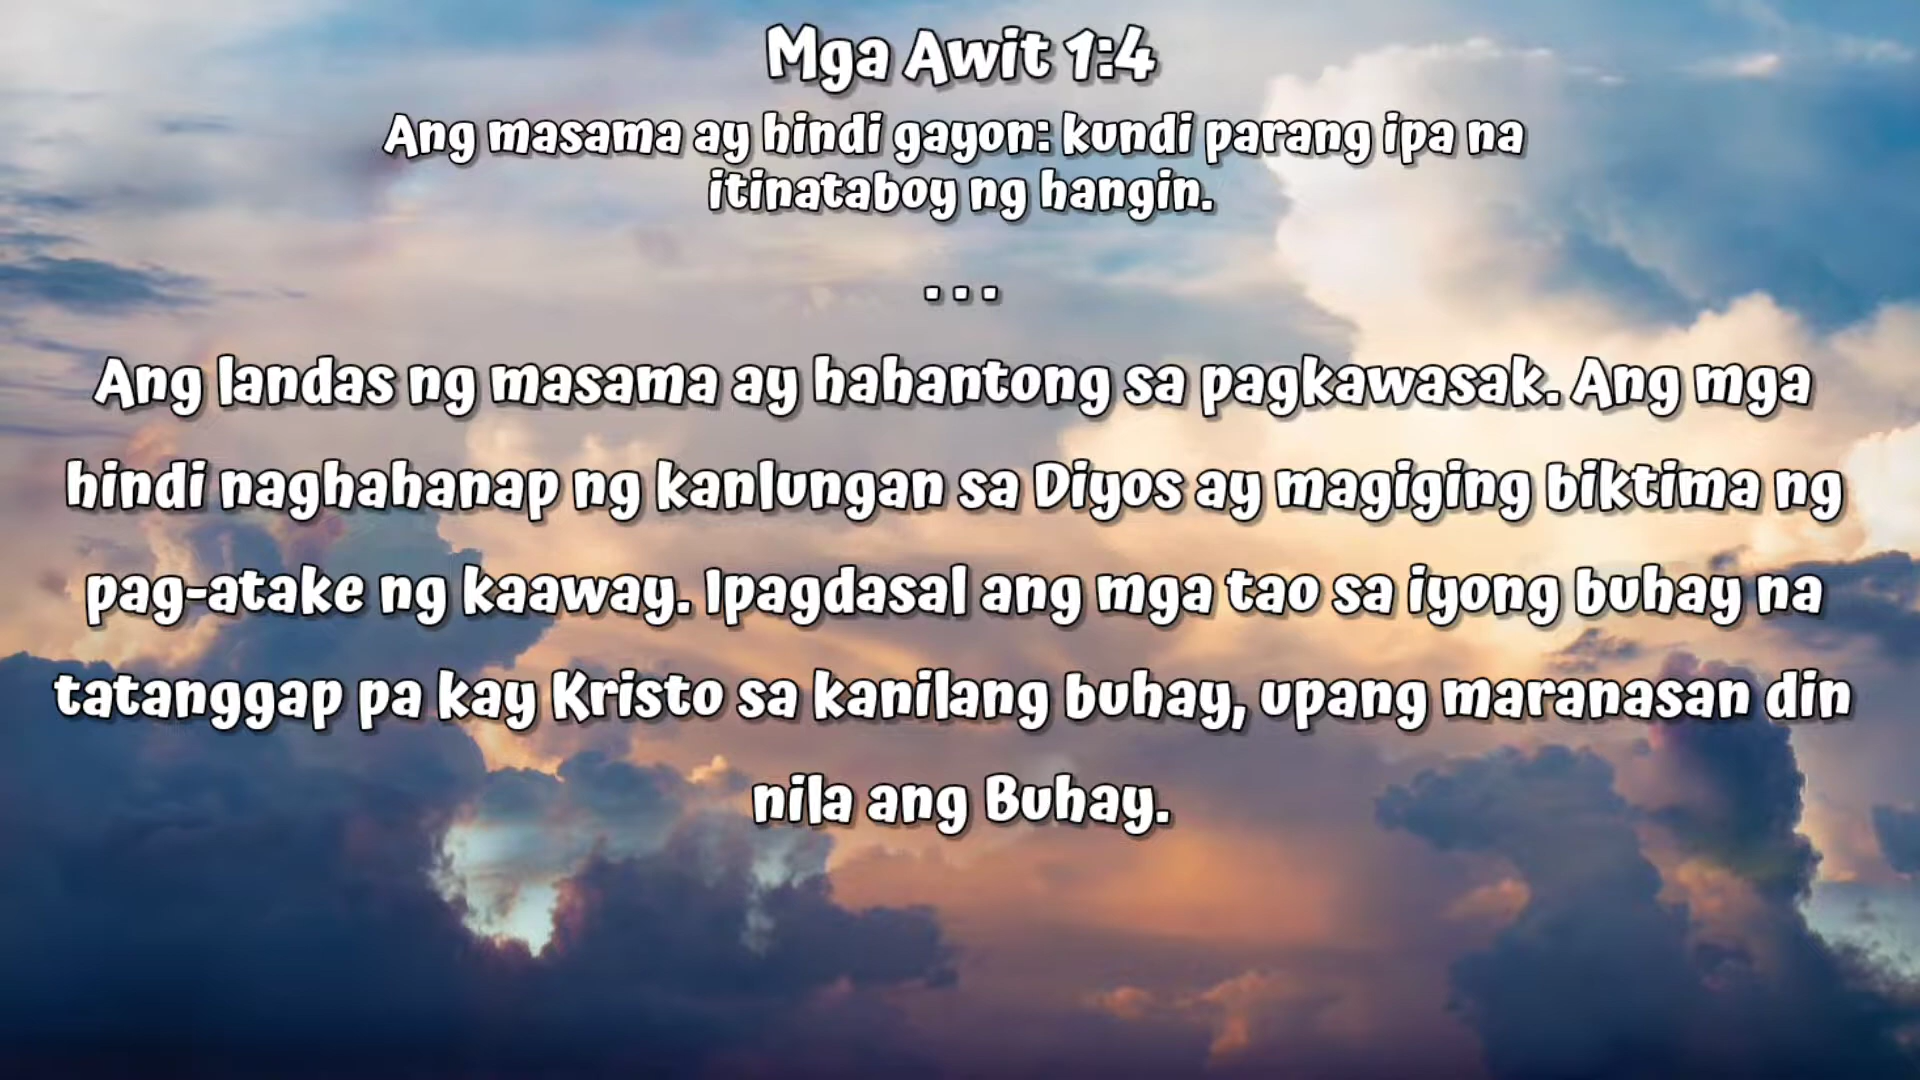 Mga Awit 1:4
Ang masama ay hindi gayon: kundi parang ipa na
itinataboy ng hangin.
...
Ang landas ng masama ay hahantong sa pagkawasak. Ang mga
hindi naghahanap ng kanlungan sa Diyos ay magiging biktima ng
pag-atake ng kaaway. Ipagdasal ang mga tao sa iyong buhay na
tatanggap pa kay Kristo sa kanilang buhay, upang maranasan din
nila ang Buhay.